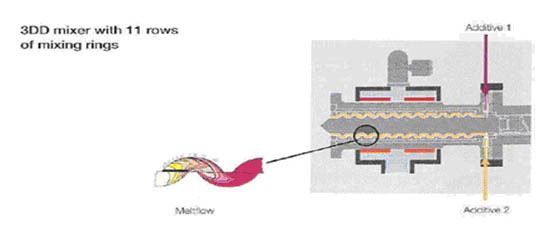 3DD mixer with 11 rows
of mixing rings
Additive 1
Meltflow
Additive 2